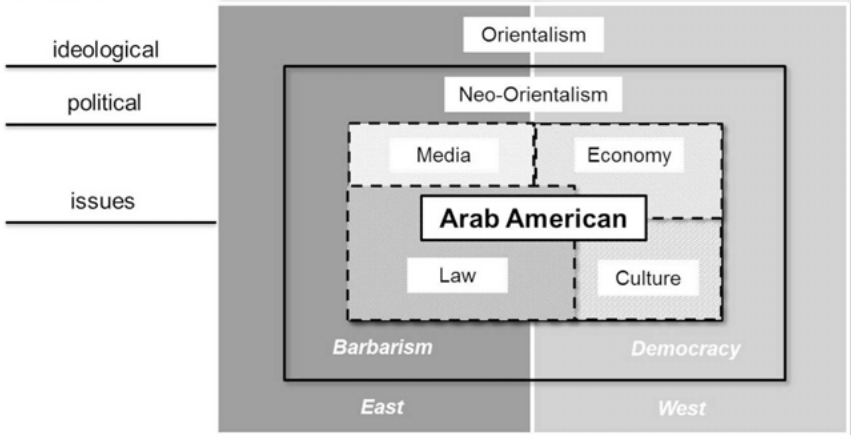 Orientalism
ideological
Neo-Orientalism
political
Media
Economy
issues
Arab American
Law
Culture
Barbarism
Democracy
East
West